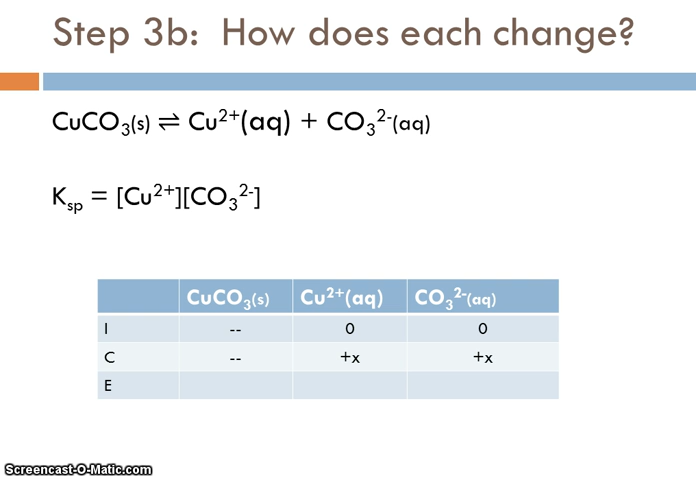 Step 3b: How does each change?
CuCO₃(s) ⇌ Cu²⁺(aq) + CO₃²⁻(aq)
Kₛₚ = [Cu²⁺][CO₃²⁻]
CuCO₃(s) Cu²⁺(aq) CO₃²⁻(aq)
I -- 0 0
C -- +x +x
E
Screencast-O-Matic.com